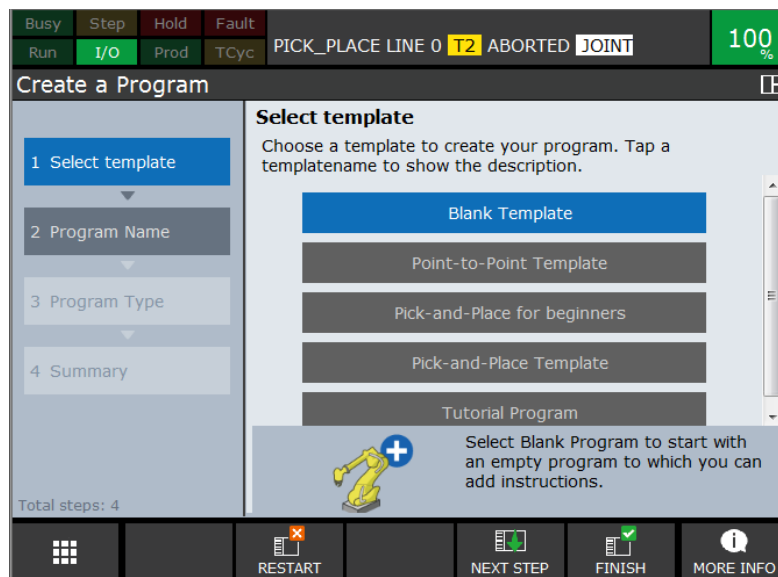 Busy Step Hold Fault
Run I/O Prod TCyc
PICK_PLACE LINE 0 T2 ABORTED JOINT
100
%
Create a Program
1 Select template
2 Program Name
3 Program Type
4 Summary
Total steps: 4
Select template
Choose a template to create your program. Tap a
templatename to show the description.
Blank Template
Point-to-Point Template
Pick-and-Place for beginners
Pick-and-Place Template
Tutorial Program
Select Blank Program to start with
an empty program to which you can
add instructions.
RESTART
NEXT STEP
FINISH
MORE INFO